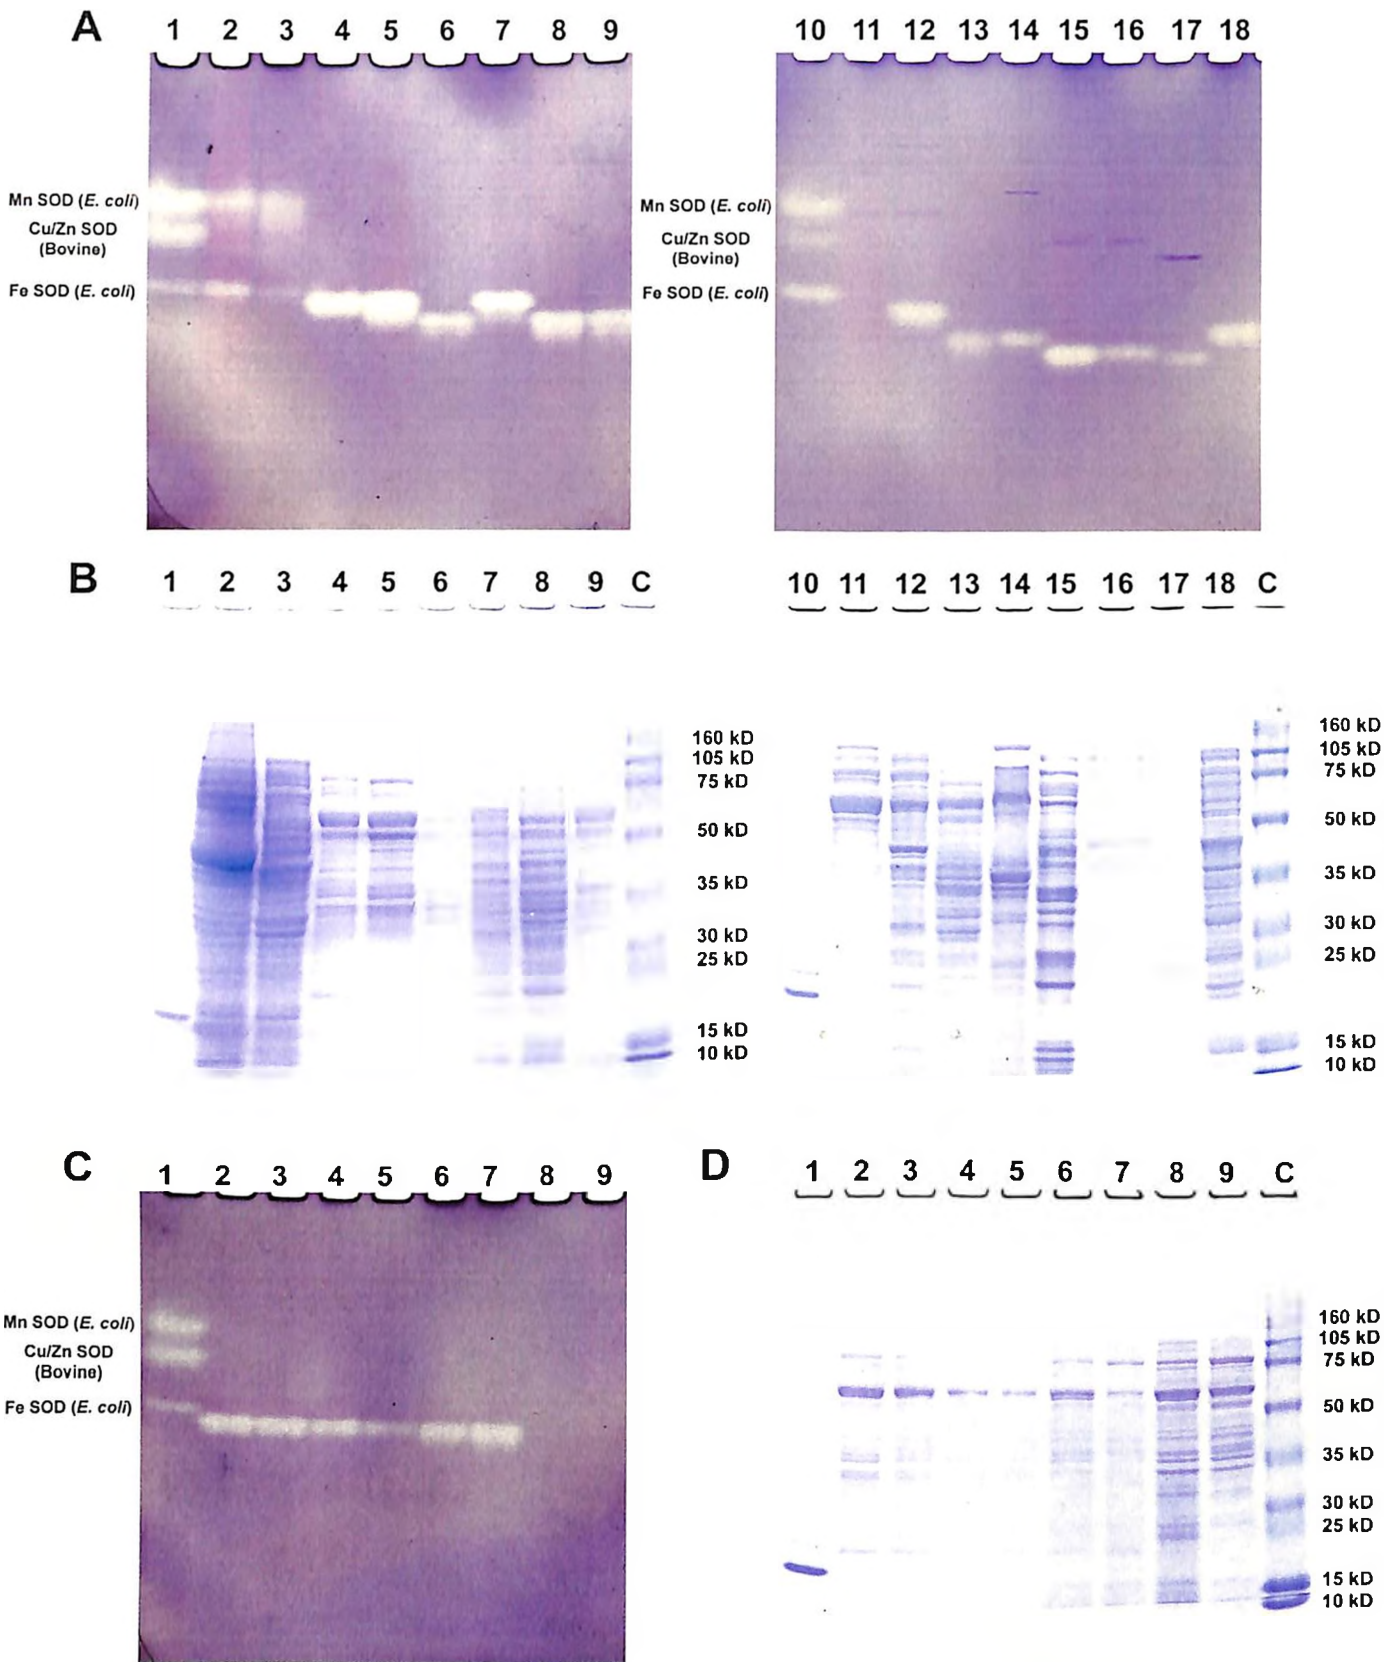 A
1 2 3 4 5 6 7 8 9
10 11 12 13 14 15 16 17 18
Mn SOD (E. coli)
Cu/Zn SOD
(Bovine)
Fe SOD (E. coli)
Mn SOD (E. coli)
Cu/Zn SOD
(Bovine)
Fe SOD (E. coli)
B
1 2 3 4 5 6 7 8 9 C
10 11 12 13 14 15 16 17 18 C
160 kD
105 kD
75 kD
50 kD
35 kD
30 kD
25 kD
15 kD
10 kD
160 kD
105 kD
75 kD
50 kD
35 kD
30 kD
25 kD
15 kD
10 kD
C
1 2 3 4 5 6 7 8 9
Mn SOD (E. coli)
Cu/Zn SOD
(Bovine)
Fe SOD (E. coli)
D
1 2 3 4 5 6 7 8 9 C
160 kD
105 kD
75 kD
50 kD
35 kD
30 kD
25 kD
15 kD
10 kD